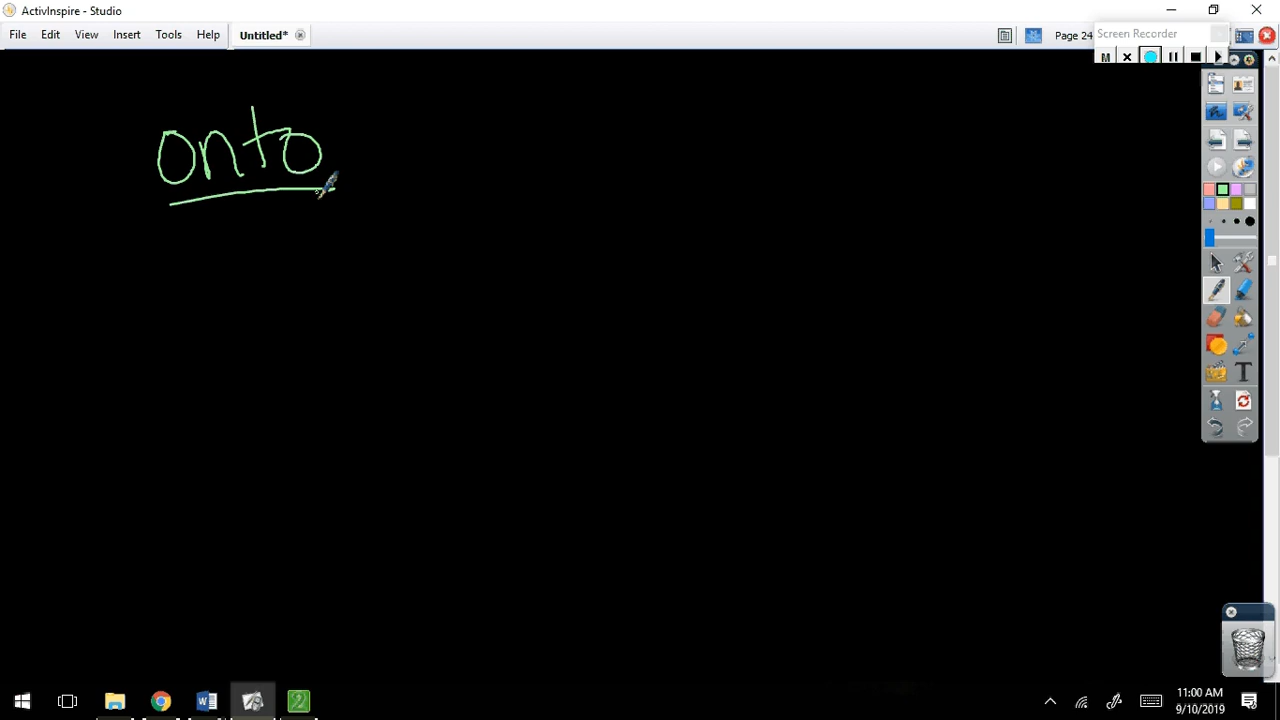 ActivInspire - Studio
File Edit View Insert Tools Help Untitled* Page 24
Screen Recorder
M
onto
T
11:00 AM
9/10/2019